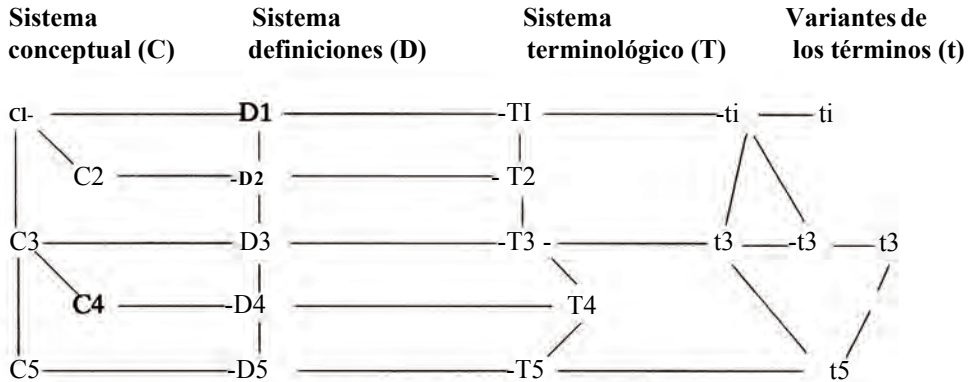 Sistema conceptual (C)
Sistema definiciones (D)
Sistema terminológico (T)
Variantes de los términos (t)
CI- D1 -TI -ti ti
C2 -D2 - T2
C3 D3 -T3 - t3 -t3 t3
C4 -D4 T4
C5 -D5 -T5 t5